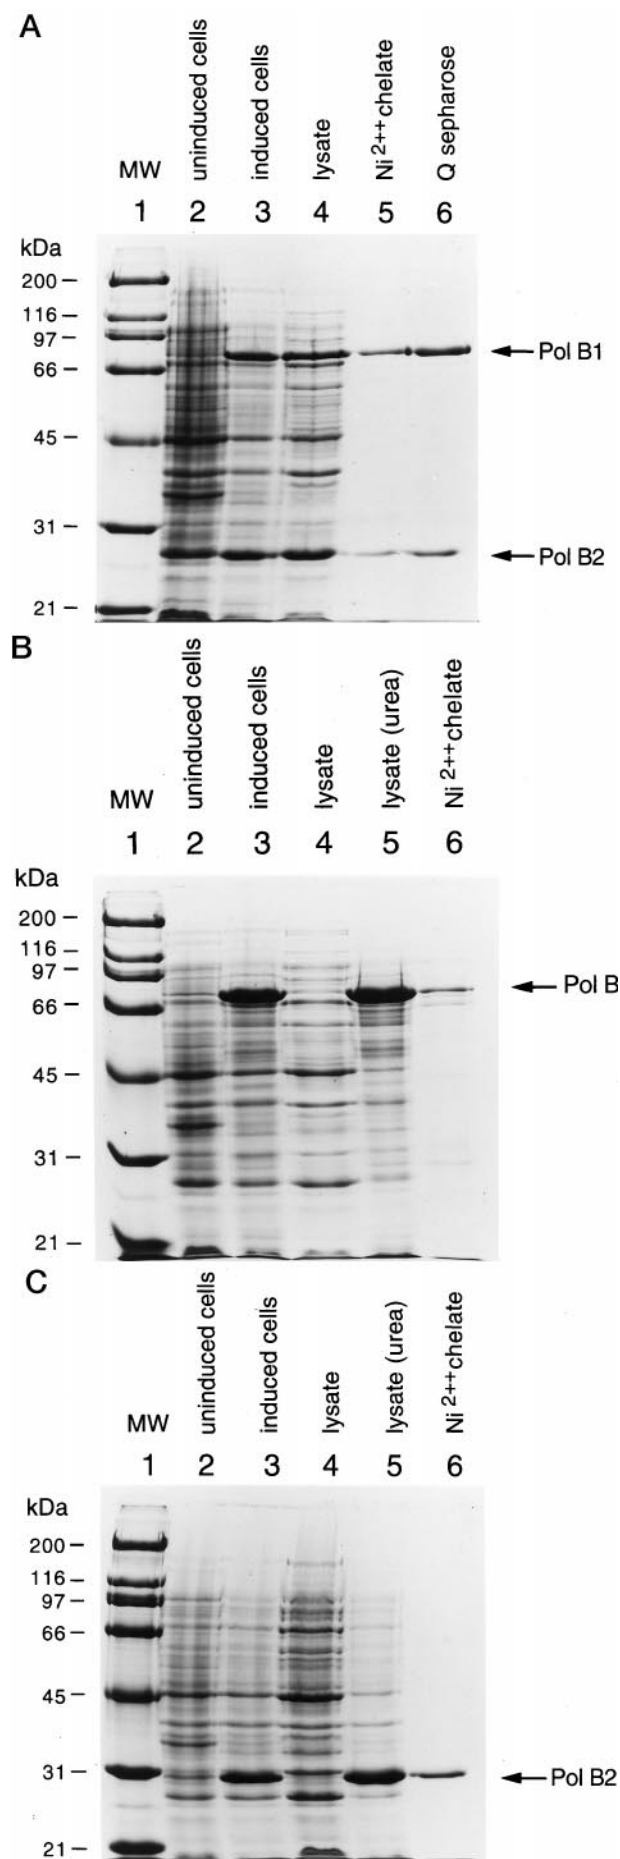 A
uninduced cells
induced cells
lysate
Ni 2++ chelate
Q sepharose
MW
1 2 3 4 5 6
kDa
200
116
97
66
45
31
21
Pol B1
Pol B2
B
uninduced cells
induced cells
lysate
lysate (urea)
Ni 2++ chelate
MW
1 2 3 4 5 6
kDa
200
116
97
66
45
31
21
Pol B
C
uninduced cells
induced cells
lysate
lysate (urea)
Ni 2++ chelate
MW
1 2 3 4 5 6
kDa
200
116
97
66
45
31
21
Pol B2